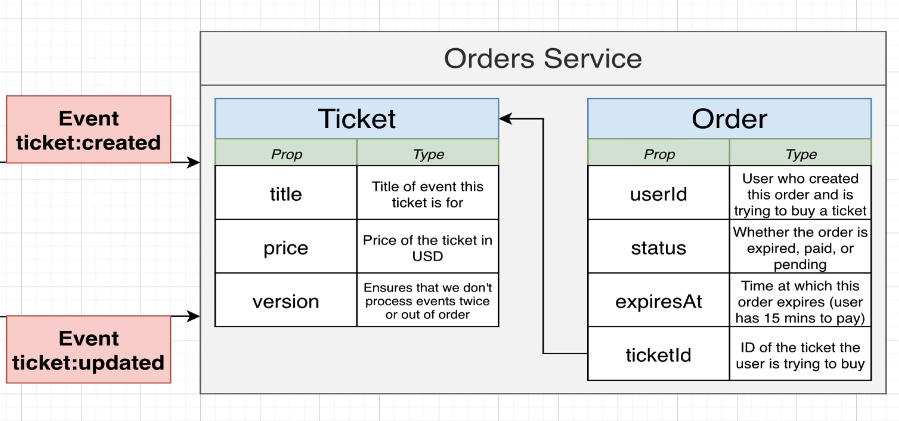 Orders Service
Event
ticket:created
Event
ticket:updated
Ticket
Prop
Type
title
Title of event this
ticket is for
price
Price of the ticket in
USD
version
Ensures that we don't
process events twice
or out of order
Order
Prop
Type
userId
User who created
this order and is
trying to buy a ticket
status
Whether the order is
expired, paid, or
pending
expiresAt
Time at which this
order expires (user
has 15 mins to pay)
ticketId
ID of the ticket the
user is trying to buy